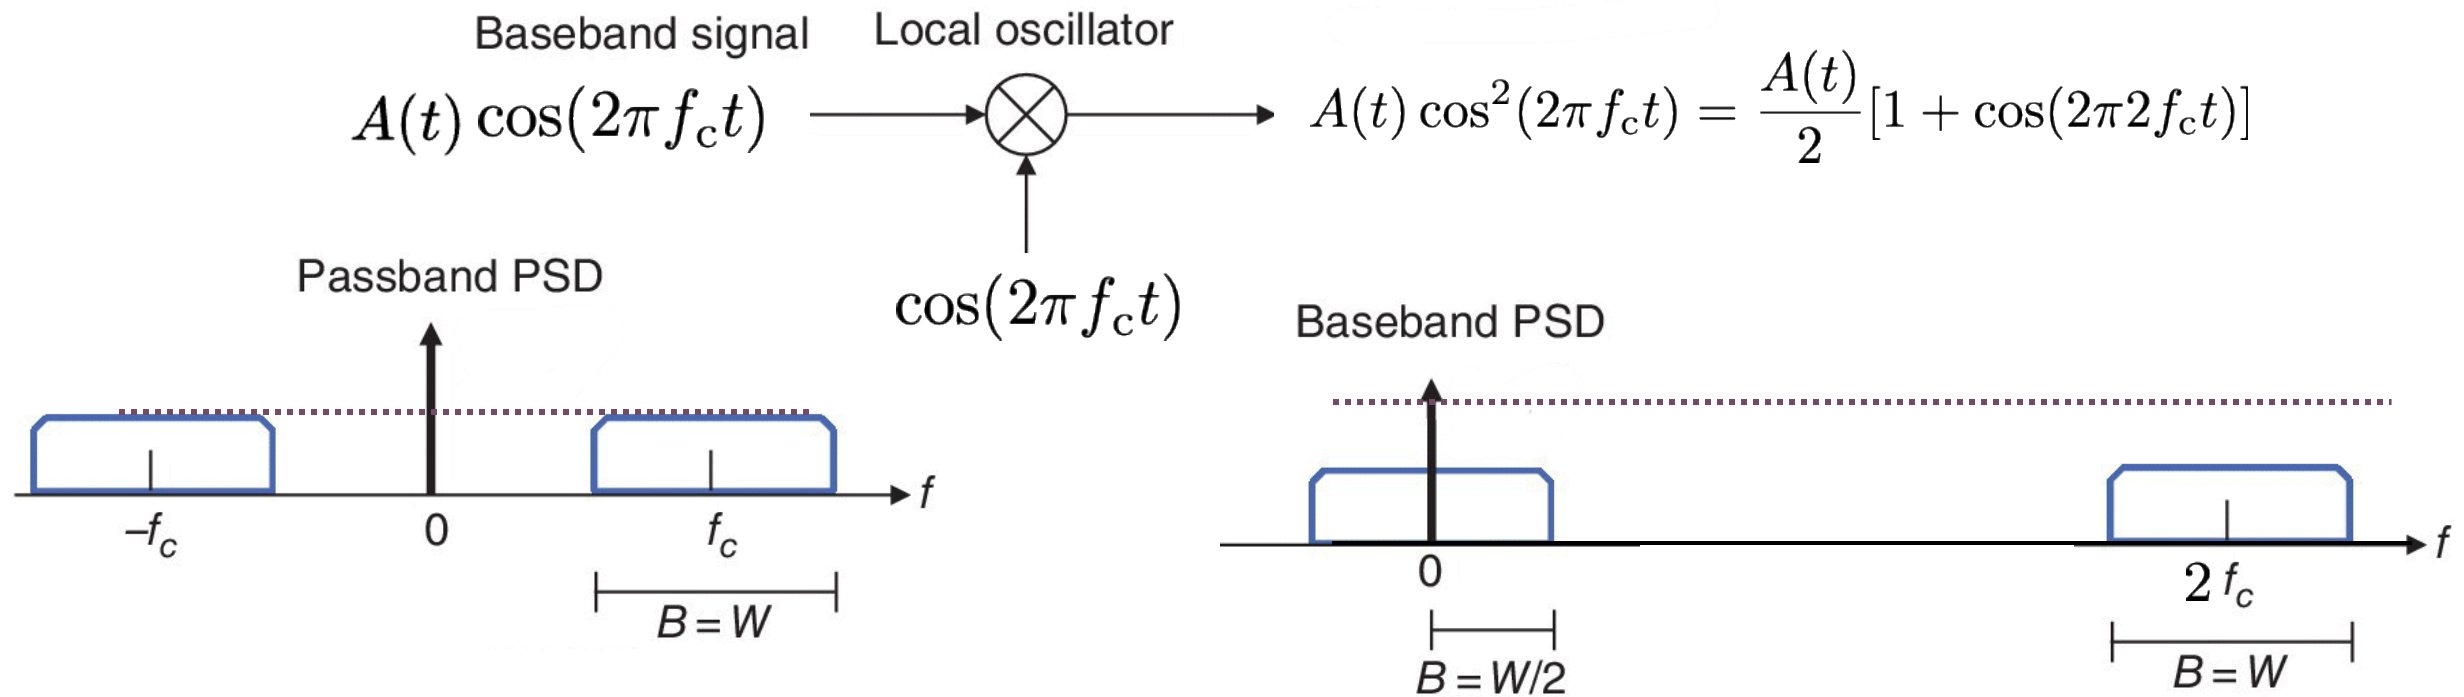 Baseband signal
Local oscillator
A(t) cos(2πf_c t)
A(t) cos²(2πf_c t) = A(t)/2 [1 + cos(2π2f_c t)]
cos(2πf_c t)
Passband PSD
f
–f_c
0
f_c
B = W
Baseband PSD
f
0
2 f_c
B = W/2
B = W